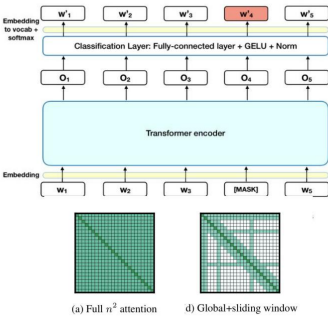 Embedding
to vocab +
softmax
w'₁ w'₂ w'₃ w'₄ w'₅
Classification Layer: Fully-connected layer + GELU + Norm
O₁ O₂ O₃ O₄ O₅
Transformer encoder
Embedding
w₁ w₂ w₃ [MASK] w₅
(a) Full n² attention
d) Global+sliding window